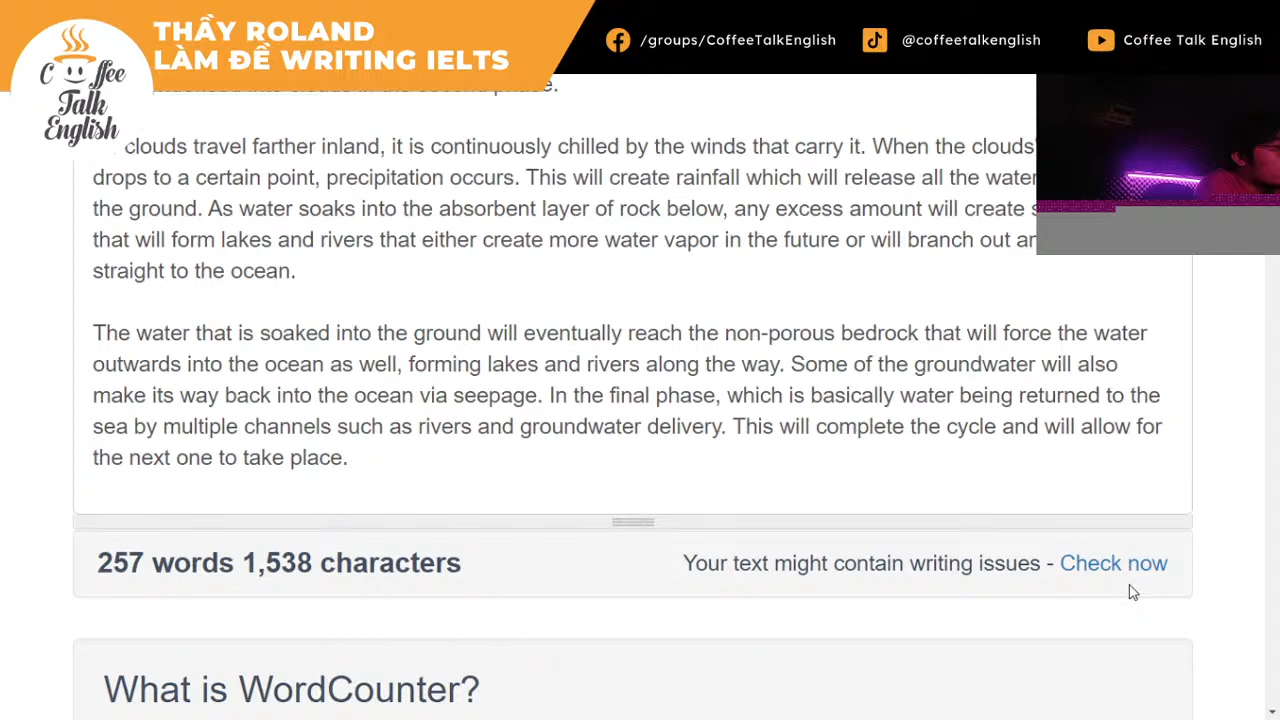 THẦY ROLAND
LÀM ĐỀ WRITING IELTS
/groups/CoffeeTalkEnglish
@coffeetalkenglish
Coffee Talk English
Coffee
Talk
English
clouds travel farther inland, it is continuously chilled by the winds that carry it. When the clouds'
drops to a certain point, precipitation occurs. This will create rainfall which will release all the water
the ground. As water soaks into the absorbent layer of rock below, any excess amount will create
that will form lakes and rivers that either create more water vapor in the future or will branch out
straight to the ocean.
The water that is soaked into the ground will eventually reach the non-porous bedrock that will force the water
outwards into the ocean as well, forming lakes and rivers along the way. Some of the groundwater will also
make its way back into the ocean via seepage. In the final phase, which is basically water being returned to the
sea by multiple channels such as rivers and groundwater delivery. This will complete the cycle and will allow for
the next one to take place.
257 words 1,538 characters
Your text might contain writing issues - Check now
What is WordCounter?